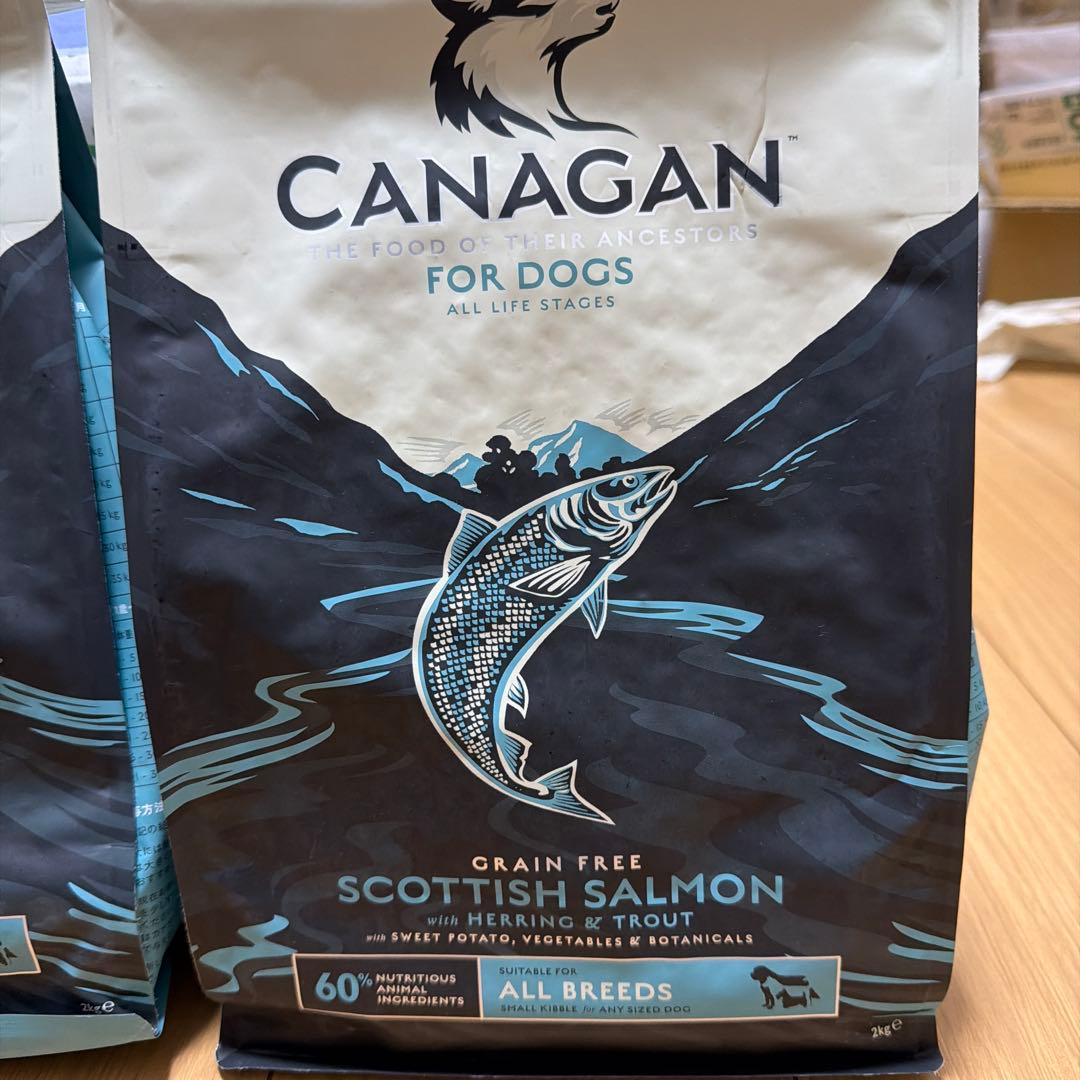 CANAGAN™
THE FOOD OF THEIR ANCESTORS
FOR DOGS
ALL LIFE STAGES
GRAIN FREE
SCOTTISH SALMON
with HERRING & TROUT
with SWEET POTATO, VEGETABLES & BOTANICALS
60% NUTRITIOUS
ANIMAL
INGREDIENTS
SUITABLE FOR
ALL BREEDS
SMALL KIBBLE for ANY SIZED DOG
2kg e
2kg e